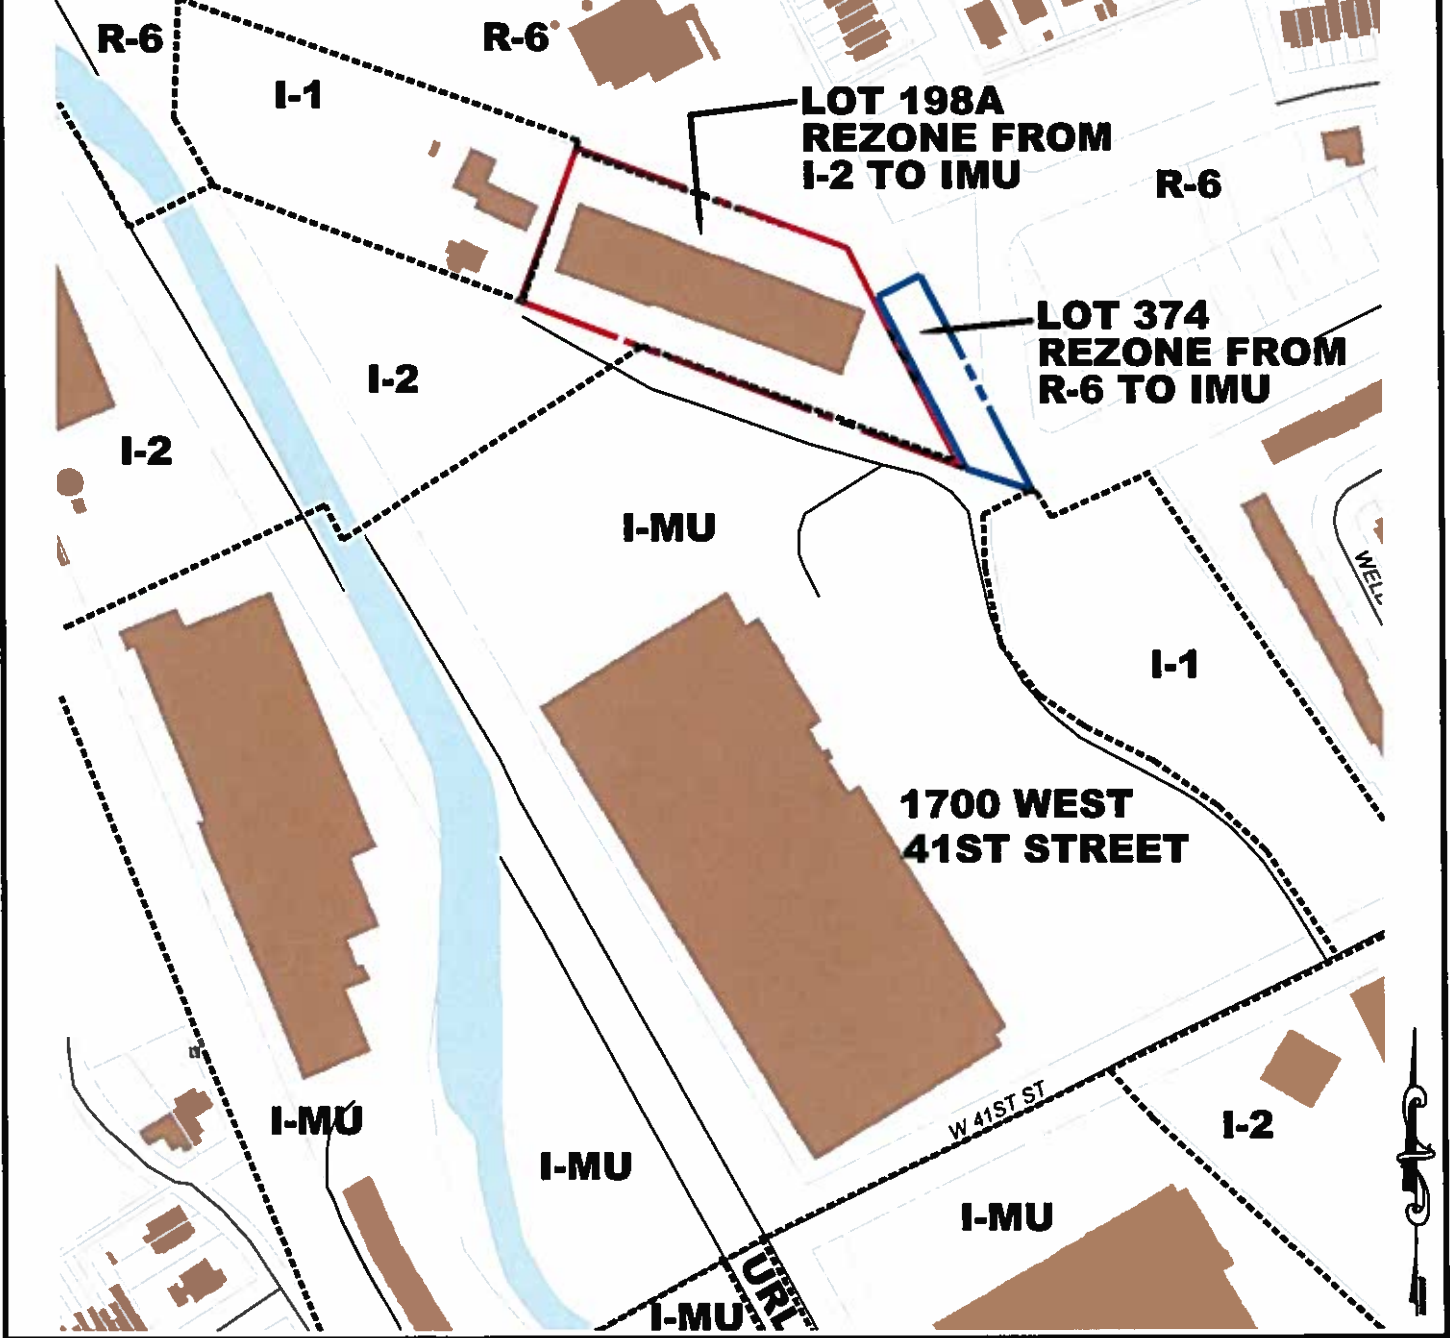 R-6
R-6
I-1
LOT 198A
REZONE FROM
I-2 TO IMU
R-6
LOT 374
REZONE FROM
R-6 TO IMU
I-2
I-2
I-MU
I-1
1700 WEST
41ST STREET
W 41ST ST
I-MU
I-2
I-MU
I-MU
I-MU